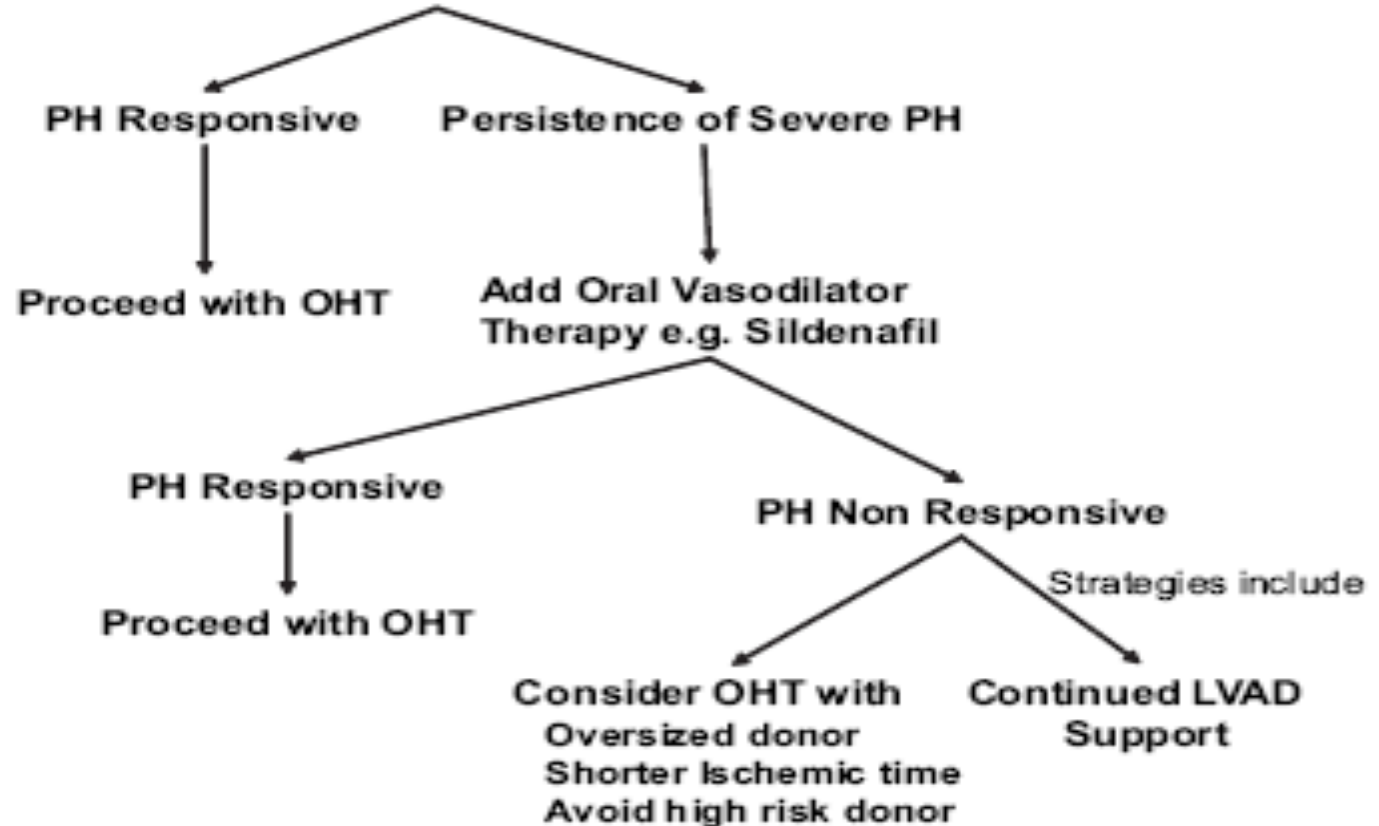 PH Responsive
Persistence of Severe PH
Proceed with OHT
Add Oral Vasodilator
Therapy e.g. Sildenafil
PH Responsive
PH Non Responsive
Strategies include
Proceed with OHT
Consider OHT with
Oversized donor
Shorter Ischemic time
Avoid high risk donor
Continued LVAD
Support